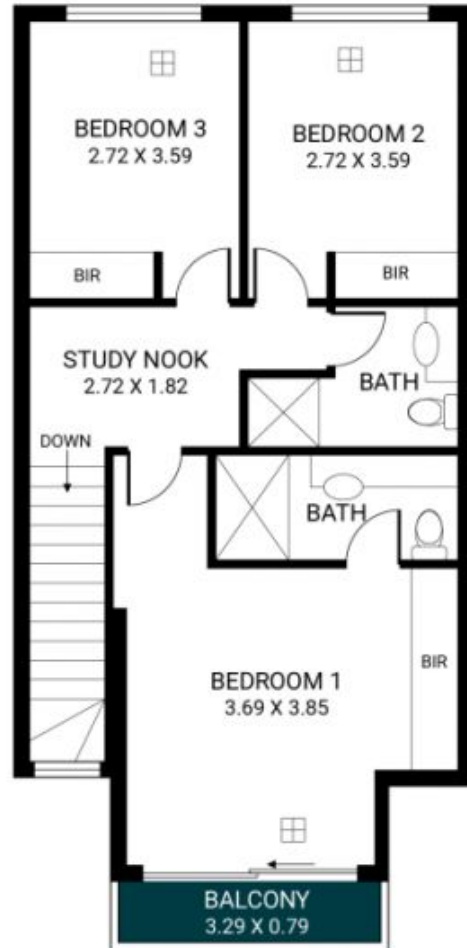 BEDROOM 3
2.72 X 3.59
BEDROOM 2
2.72 X 3.59
BIR
BIR
STUDY NOOK
2.72 X 1.82
BATH
DOWN
BATH
BIR
BEDROOM 1
3.69 X 3.85
BALCONY
3.29 X 0.79